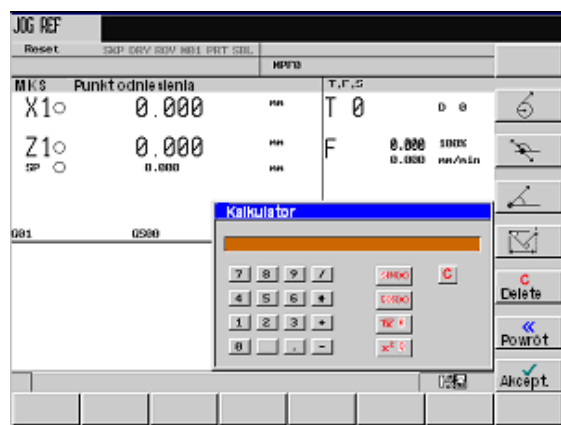 JOG REF
Reset SKP DRY ROV M01 PRT SBL
MPF0
MKS Punkt odniesienia T,F,S
X1 0.000 mm T 0 D 0
Z1 0.000 mm F 0.000 100%
SP 0.000 mm 0.000 mm/min
G01 G500
Kalkulator
7 8 9 / C
4 5 6 *
1 2 3 +
0 . -
C
Delete
Powrót
Akcept.